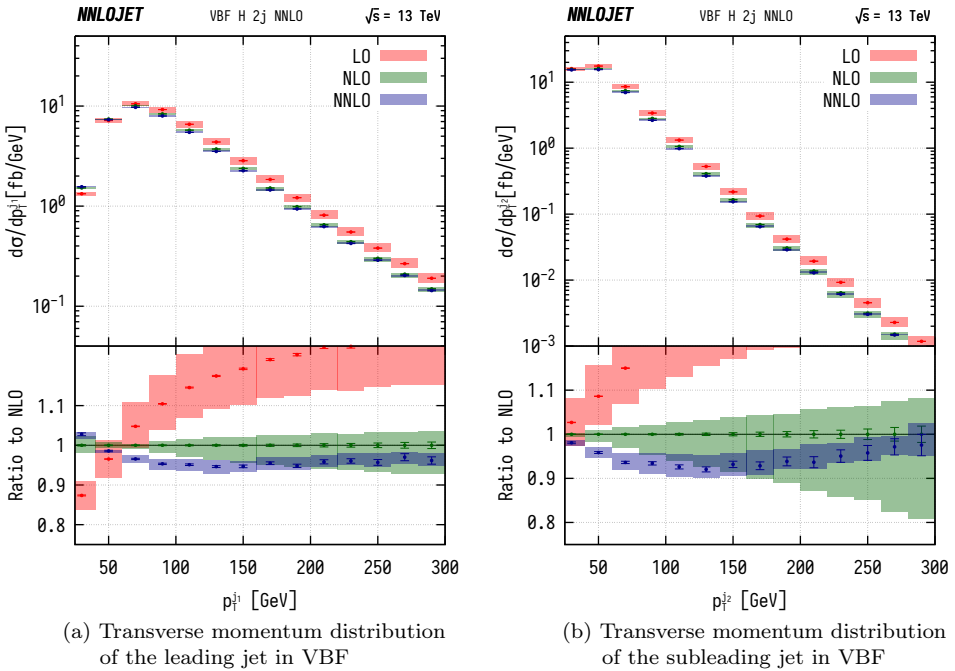 NNLOJET VBF H 2j NNLO √s = 13 TeV
LO
NLO
NNLO
dσ/dp_T^{j1} [fb/GeV]
10^1
10^0
10^-1
Ratio to NLO
1.1
1
0.9
0.8
50 100 150 200 250 300
p_T^{j1} [GeV]
(a) Transverse momentum distribution
of the leading jet in VBF
NNLOJET VBF H 2j NNLO √s = 13 TeV
LO
NLO
NNLO
dσ/dp_T^{j2} [fb/GeV]
10^1
10^0
10^-1
10^-2
10^-3
Ratio to NLO
1.1
1
0.9
0.8
50 100 150 200 250 300
p_T^{j2} [GeV]
(b) Transverse momentum distribution
of the subleading jet in VBF